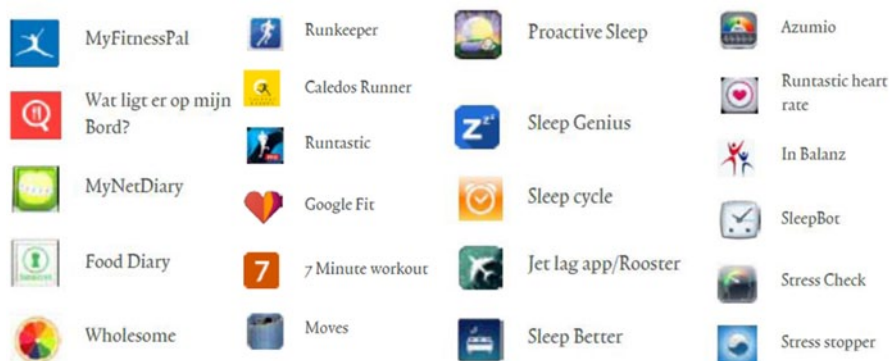 MyFitnessPal
Wat ligt er op mijn
Bord?
MyNetDiary
Food Diary
Wholesome
Runkeeper
Caledos Runner
Runtastic
Google Fit
7
7 Minute workout
Moves
Proactive Sleep
Z z z
Sleep Genius
Sleep cycle
Jet lag app/Rooster
Sleep Better
Azumio
Runtastic heart
rate
In Balanz
SleepBot
Stress Check
Stress stopper